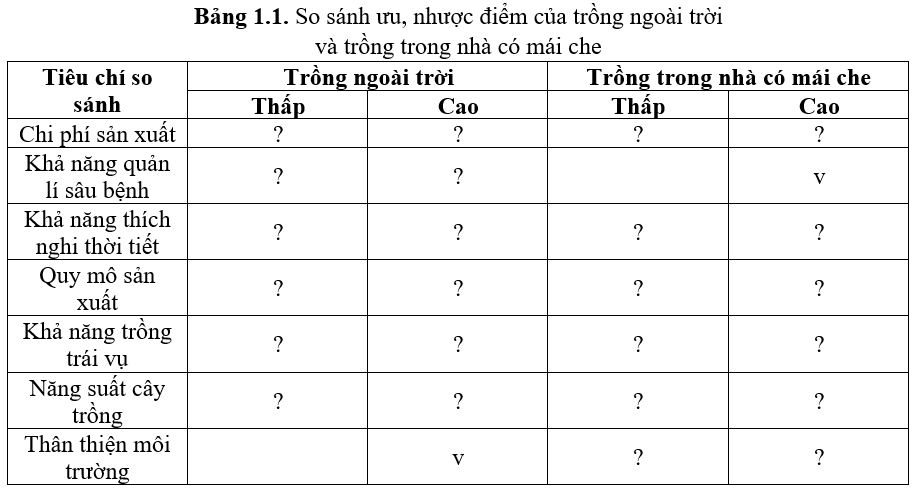 Bảng 1.1. So sánh ưu, nhược điểm của trồng ngoài trời
và trồng trong nhà có mái che
Tiêu chí so sánh Trồng ngoài trời Trồng trong nhà có mái che
Thấp Cao Thấp Cao
Chi phí sản xuất ? ? ? ?
Khả năng quản
lí sâu bệnh ? ? v
Khả năng thích
nghi thời tiết ? ? ? ?
Quy mô sản
xuất ? ? ? ?
Khả năng trồng
trái vụ ? ? ? ?
Năng suất cây
trồng ? ? ? ?
Thân thiện môi
trường v ? ?